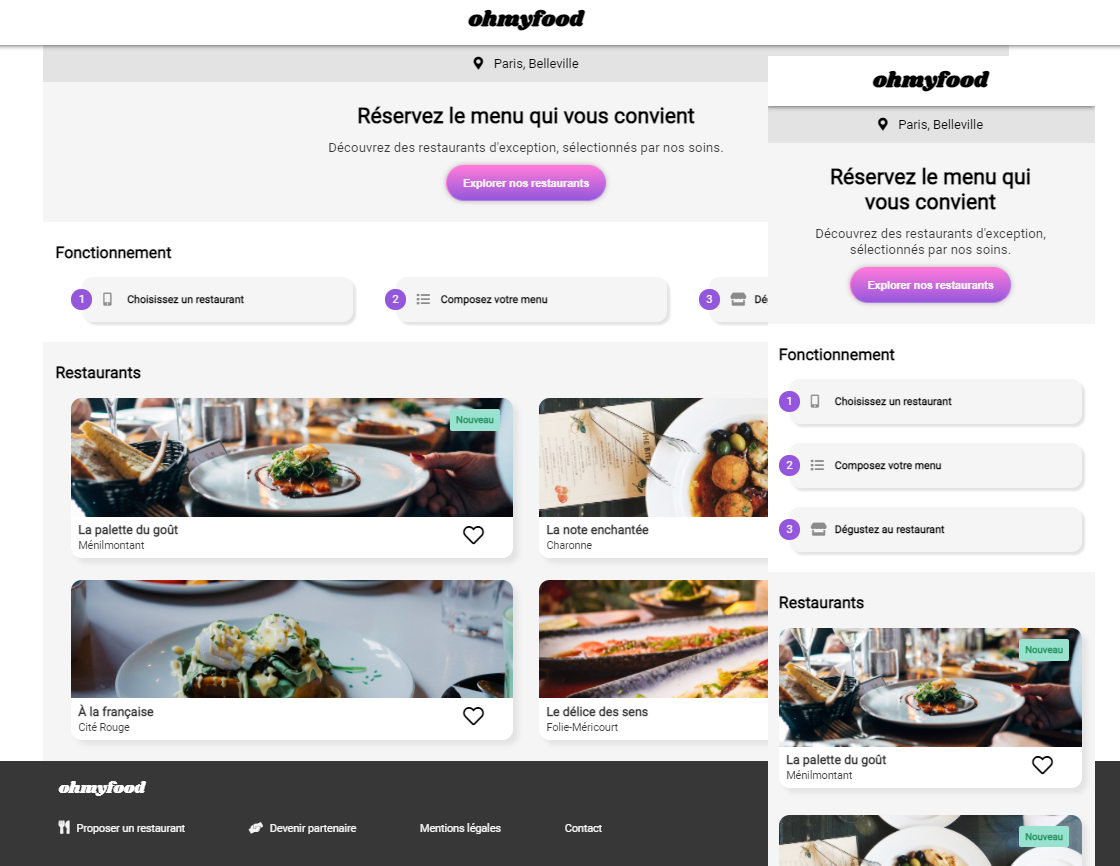 ohmyfood
Paris, Belleville
Réservez le menu qui vous convient
Découvrez des restaurants d'exception, sélectionnés par nos soins.
Explorer nos restaurants
Fonctionnement
1 Choisissez un restaurant
2 Composez votre menu
3 Dé
Restaurants
Nouveau
La palette du goût
Ménilmontant
La note enchantée
Charonne
À la française
Cité Rouge
Le délice des sens
Folie-Méricourt
ohmyfood
Proposer un restaurant
Devenir partenaire
Mentions légales
Contact
ohmyfood
Paris, Belleville
Réservez le menu qui
vous convient
Découvrez des restaurants d'exception,
sélectionnés par nos soins.
Explorer nos restaurants
Fonctionnement
1 Choisissez un restaurant
2 Composez votre menu
3 Dégustez au restaurant
Restaurants
Nouveau
La palette du goût
Ménilmontant
Nouveau